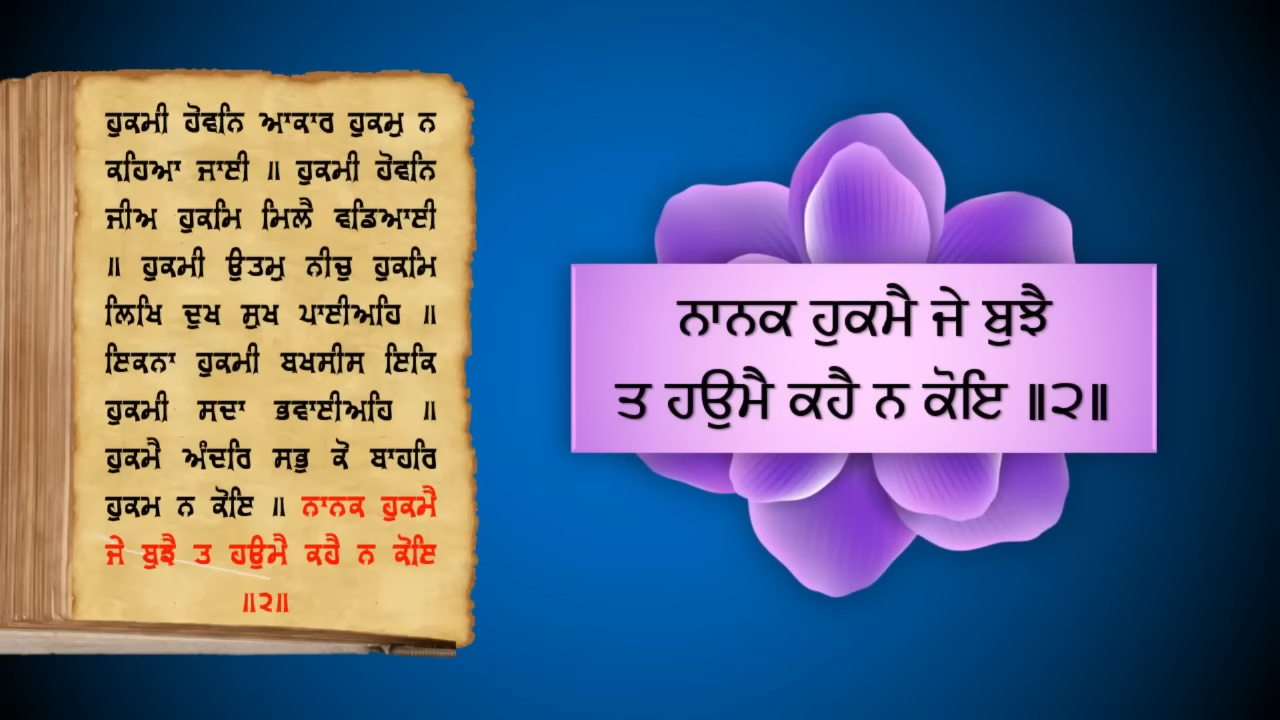 ਹੁਕਮੀ ਹੋਵਨਿ ਆਕਾਰ ਹੁਕਮੁ ਨ
ਕਹਿਆ ਜਾਈ ॥ ਹੁਕਮੀ ਹੋਵਨਿ
ਜੀਅ ਹੁਕਮਿ ਮਿਲੈ ਵਡਿਆਈ
॥ ਹੁਕਮੀ ਉਤਮੁ ਨੀਚੁ ਹੁਕਮਿ
ਲਿਖਿ ਦੁਖ ਸੁਖ ਪਾਈਅਹਿ ॥
ਇਕਨਾ ਹੁਕਮੀ ਬਖਸੀਸ ਇਕਿ
ਹੁਕਮੀ ਸਦਾ ਭਵਾਈਅਹਿ ॥
ਹੁਕਮੈ ਅੰਦਰਿ ਸਭੁ ਕੋ ਬਾਹਰਿ
ਹੁਕਮ ਨ ਕੋਇ ॥ ਨਾਨਕ ਹੁਕਮੈ
ਜੇ ਬੁਝੈ ਤ ਹਉਮੈ ਕਹੈ ਨ ਕੋਇ
॥੨॥
ਨਾਨਕ ਹੁਕਮੈ ਜੇ ਬੁਝੈ
ਤ ਹਉਮੈ ਕਹੈ ਨ ਕੋਇ ॥੨॥